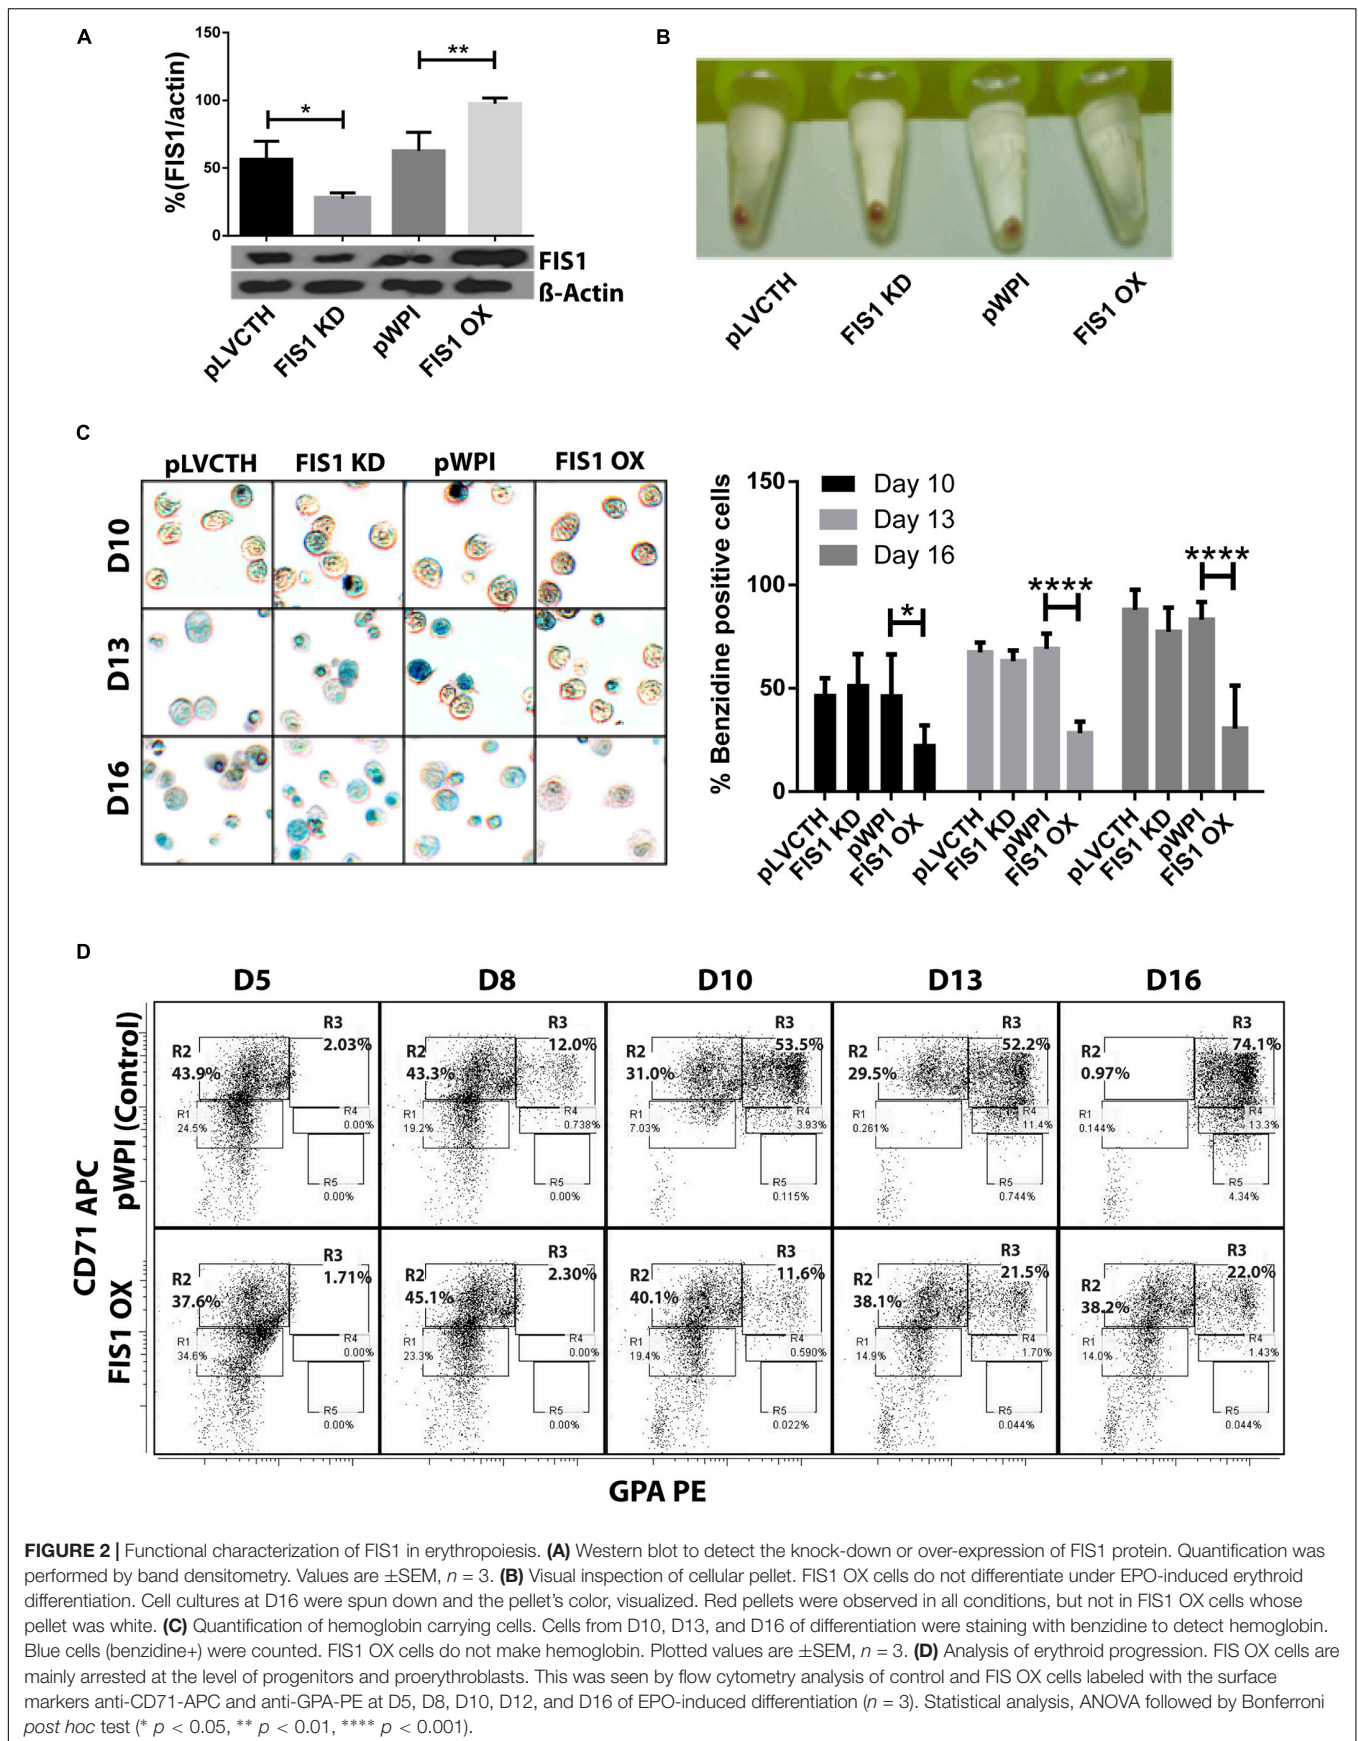 A
150
100
50
0
%(FIS1/actin)
*
**
FIS1
ß-Actin
pLVCTH
FIS1 KD
pWPI
FIS1 OX
B
pLVCTH
FIS1 KD
pWPI
FIS1 OX
C
pLVCTH FIS1 KD pWPI FIS1 OX
D10
D13
D16
% Benzidine positive cells
150
100
50
0
Day 10
Day 13
Day 16
*
****
****
pLVCTH
FIS1 KD
pWPI
FIS1 OX
pLVCTH
FIS1 KD
pWPI
FIS1 OX
pLVCTH
FIS1 KD
pWPI
FIS1 OX
D
D5 D8 D10 D13 D16
CD71 APC
pWPI (Control)
R3
2.03%
R2
43.9%
R1
24.5%
R4
0.00%
R5
0.00%
R3
12.0%
R2
43.3%
R1
19.2%
R4
0.738%
R5
0.00%
R3
53.5%
R2
31.0%
R1
7.03%
R4
3.93%
R5
0.115%
R3
52.2%
R2
29.5%
R1
0.261%
R4
11.4%
R5
0.744%
R3
74.1%
R2
0.97%
R1
0.144%
R4
13.3%
R5
4.34%
FIS1 OX
R3
1.71%
R2
37.6%
R1
34.6%
R4
0.00%
R5
0.00%
R3
2.30%
R2
45.1%
R1
23.3%
R4
0.00%
R5
0.00%
R3
11.6%
R2
40.1%
R1
19.4%
R4
0.590%
R5
0.022%
R3
21.5%
R2
38.1%
R1
14.9%
R4
1.70%
R5
0.044%
R3
22.0%
R2
38.2%
R1
14.0%
R4
1.43%
R5
0.044%
GPA PE
FIGURE 2 | Functional characterization of FIS1 in erythropoiesis. (A) Western blot to detect the knock-down or over-expression of FIS1 protein. Quantification was
performed by band densitometry. Values are ±SEM, n = 3. (B) Visual inspection of cellular pellet. FIS1 OX cells do not differentiate under EPO-induced erythroid
differentiation. Cell cultures at D16 were spun down and the pellet's color, visualized. Red pellets were observed in all conditions, but not in FIS1 OX cells whose
pellet was white. (C) Quantification of hemoglobin carrying cells. Cells from D10, D13, and D16 of differentiation were staining with benzidine to detect hemoglobin.
Blue cells (benzidine+) were counted. FIS1 OX cells do not make hemoglobin. Plotted values are ±SEM, n = 3. (D) Analysis of erythroid progression. FIS OX cells are
mainly arrested at the level of progenitors and proerythroblasts. This was seen by flow cytometry analysis of control and FIS OX cells labeled with the surface
markers anti-CD71-APC and anti-GPA-PE at D5, D8, D10, D12, and D16 of EPO-induced differentiation (n = 3). Statistical analysis, ANOVA followed by Bonferroni
post hoc test (* p < 0.05, ** p < 0.01, **** p < 0.001).